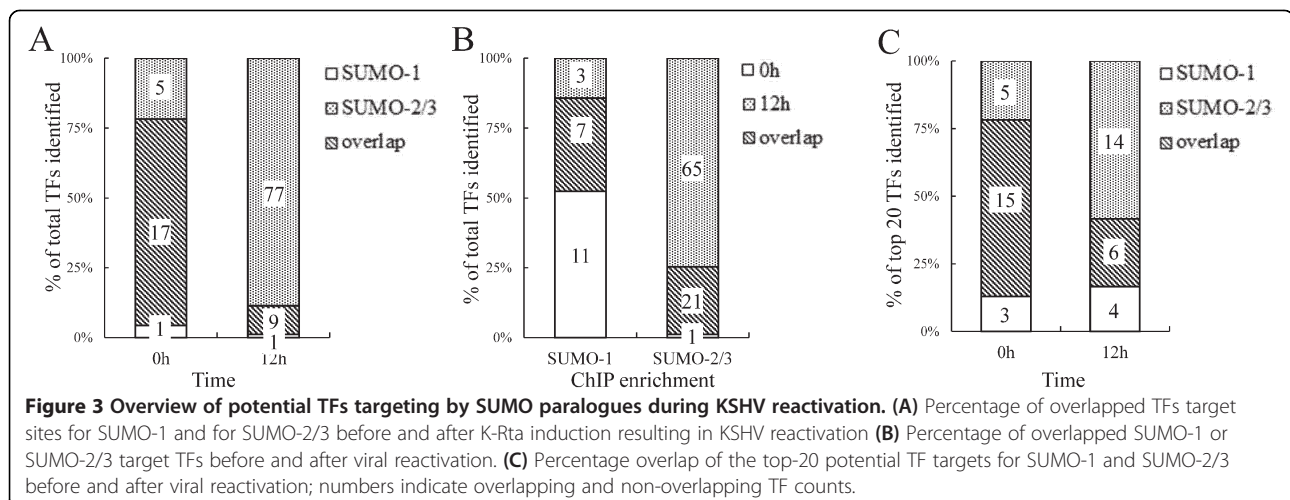 A
% of total TFs identified
100%
75%
50%
25%
0%
5
17
1
77
9
1
0h
12h
Time
SUMO-1
SUMO-2/3
overlap
B
% of total TFs identified
100%
75%
50%
25%
0%
3
7
11
65
21
1
SUMO-1
SUMO-2/3
ChIP enrichment
0h
12h
overlap
C
% of top 20 TFs identified
100%
75%
50%
25%
0%
5
15
3
14
6
4
0h
12h
Time
SUMO-1
SUMO-2/3
overlap
Figure 3 Overview of potential TFs targeting by SUMO paralogues during KSHV reactivation. (A) Percentage of overlapped TFs target
sites for SUMO-1 and for SUMO-2/3 before and after K-Rta induction resulting in KSHV reactivation (B) Percentage of overlapped SUMO-1 or
SUMO-2/3 target TFs before and after viral reactivation. (C) Percentage overlap of the top-20 potential TF targets for SUMO-1 and SUMO-2/3
before and after viral reactivation; numbers indicate overlapping and non-overlapping TF counts.